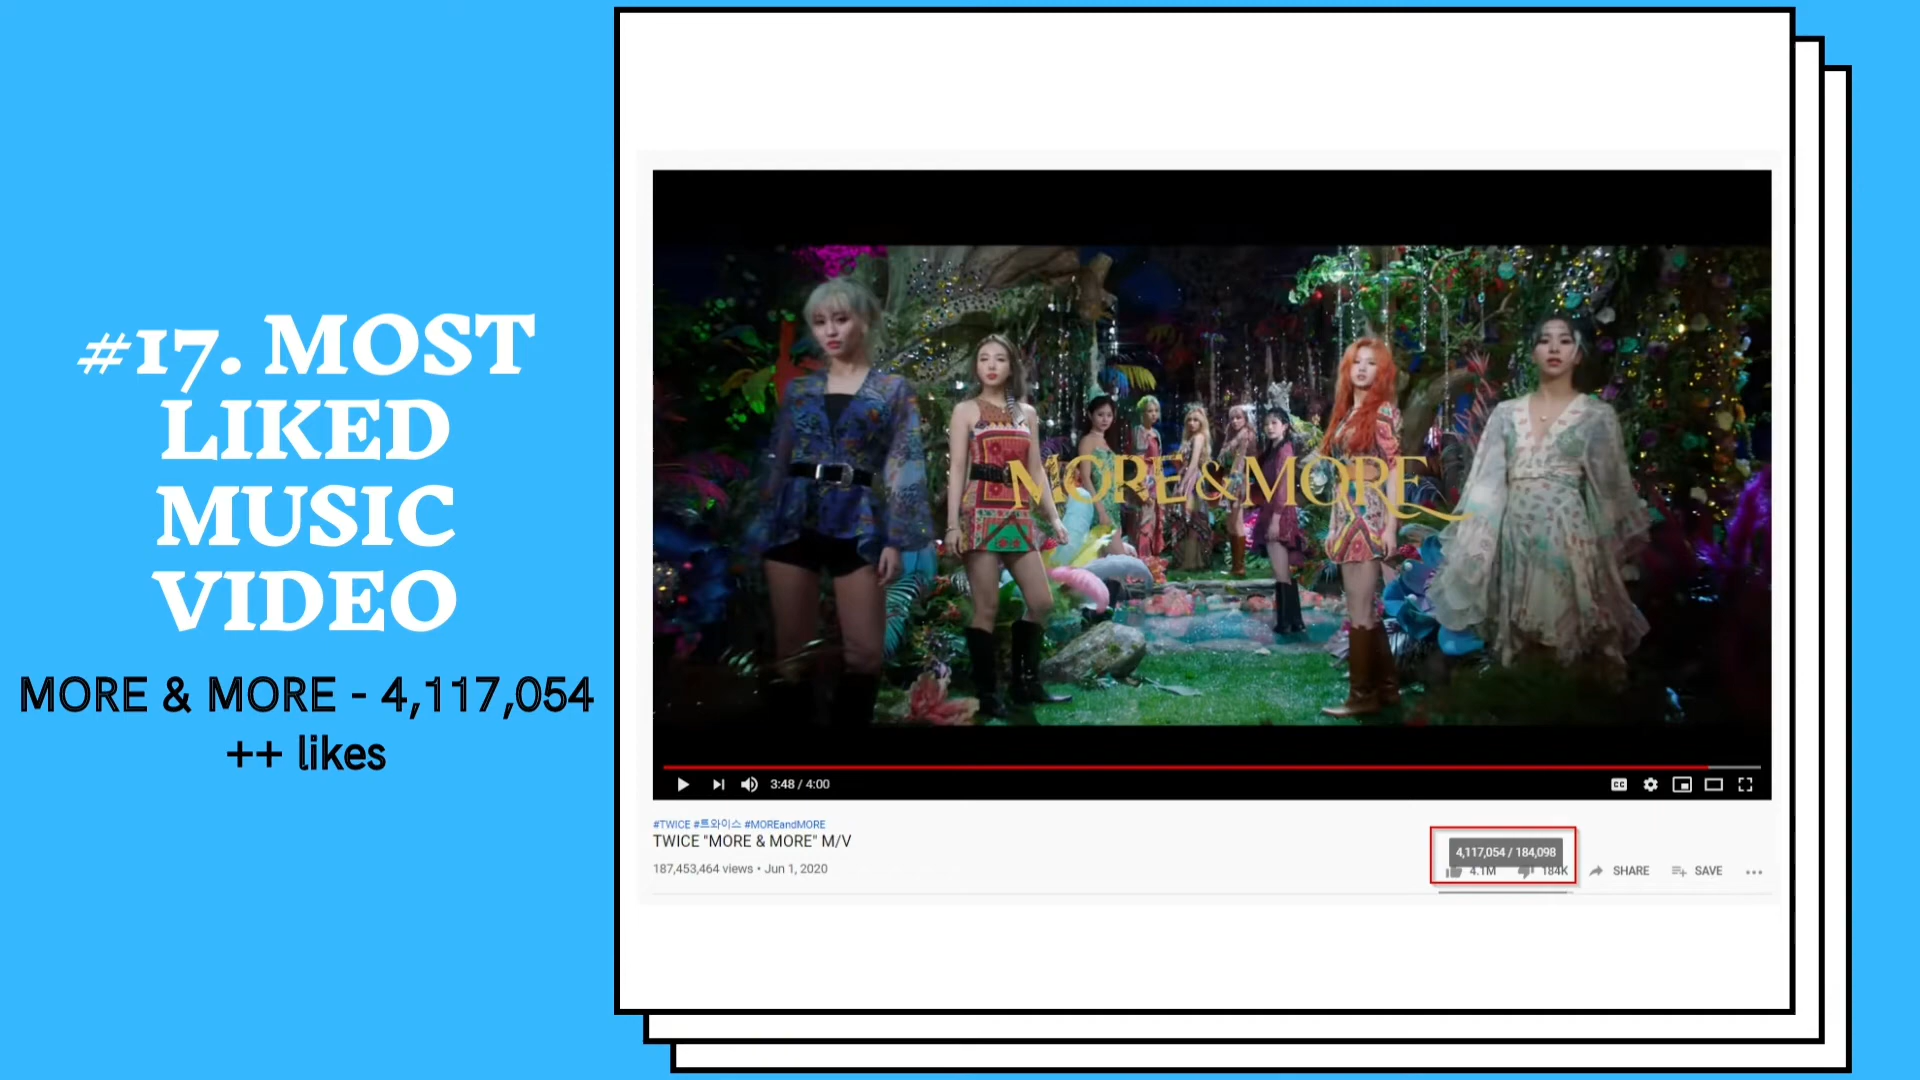 #17. MOST
LIKED
MUSIC
VIDEO
MORE & MORE - 4,117,054
++ likes
MORE & MORE
3:48 / 4:00
CC
#TWICE #트와이스 #MOREandMORE
TWICE "MORE & MORE" M/V
187,453,464 views • Jun 1, 2020
4,117,054 / 184,098
4.1M 184K SHARE SAVE